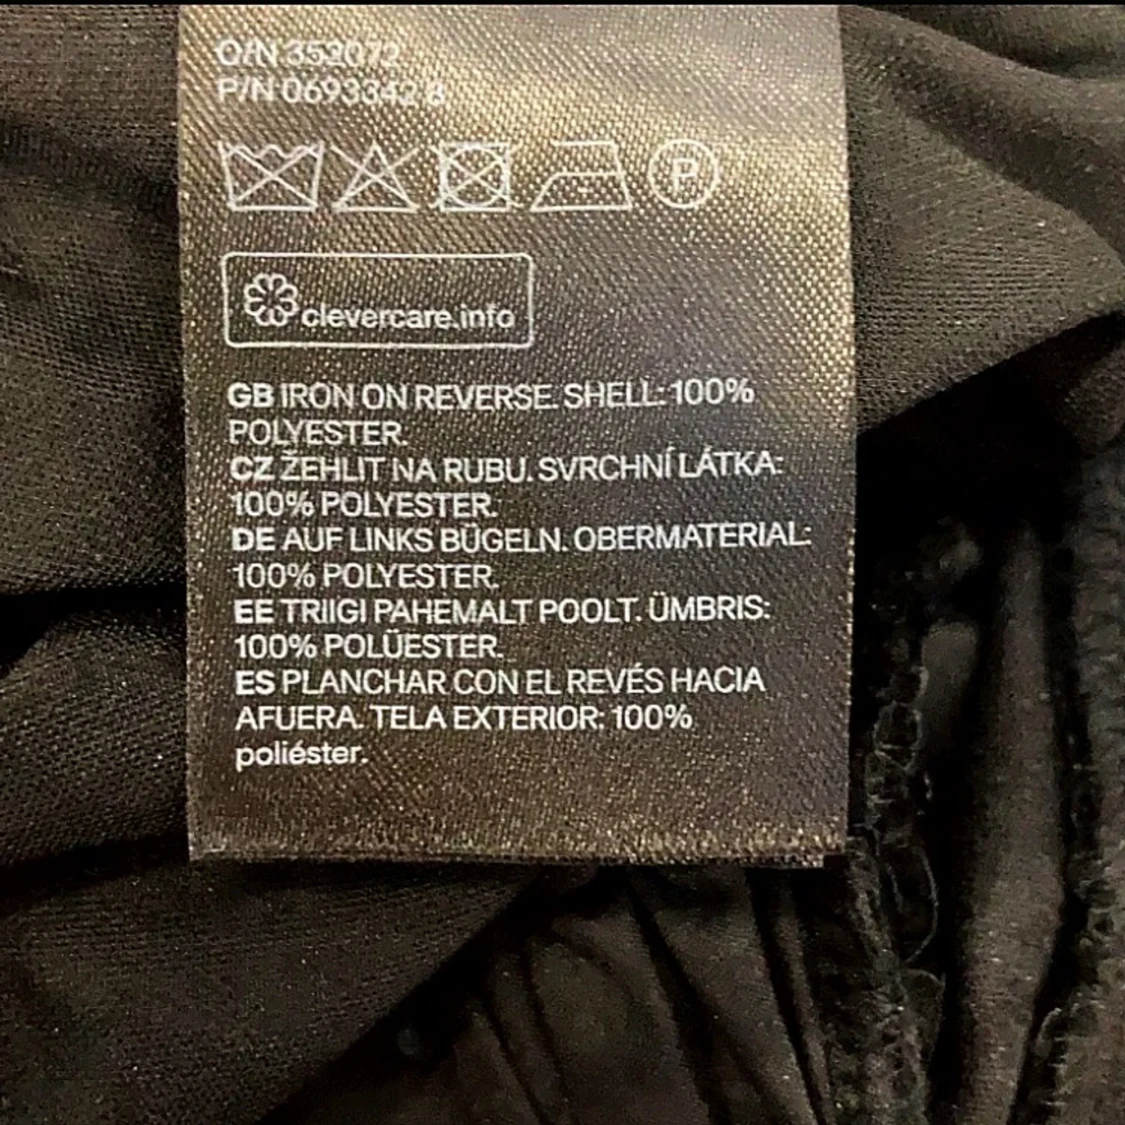 O/N 352072
P/N 0693342
P
clevercare.info
GB IRON ON REVERSE. SHELL: 100%
POLYESTER.
CZ ŽEHLIT NA RUBU. SVRCHNÍ LÁTKA:
100% POLYESTER.
DE AUF LINKS BÜGELN. OBERMATERIAL:
100% POLYESTER.
EE TRIIGI PAHEMALT POOLT. ÜMBRIS:
100% POLÜESTER.
ES PLANCHAR CON EL REVÉS HACIA
AFUERA. TELA EXTERIOR: 100%
poliéster.